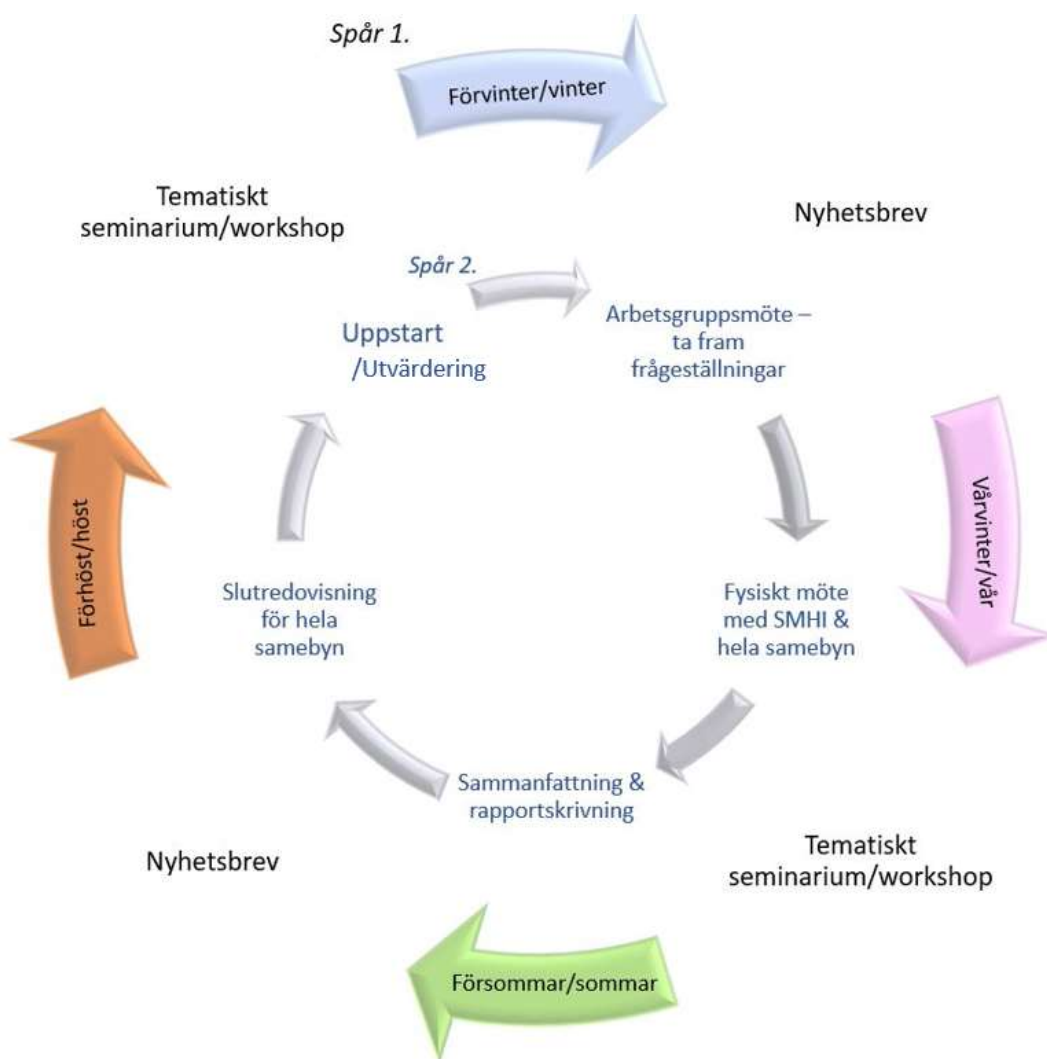 Spår 1.
Förvinter/vinter
Tematiskt
seminarium/workshop
Nyhetsbrev
Spår 2.
Uppstart
/Utvärdering
Arbetsgruppsmöte –
ta fram
frågeställningar
Förhöst/höst
Vårvinter/vår
Slutredovisning
för hela
samebyn
Fysiskt möte
med SMHI &
hela samebyn
Sammanfattning &
rapportskrivning
Nyhetsbrev
Tematiskt
seminarium/workshop
Försommar/sommar